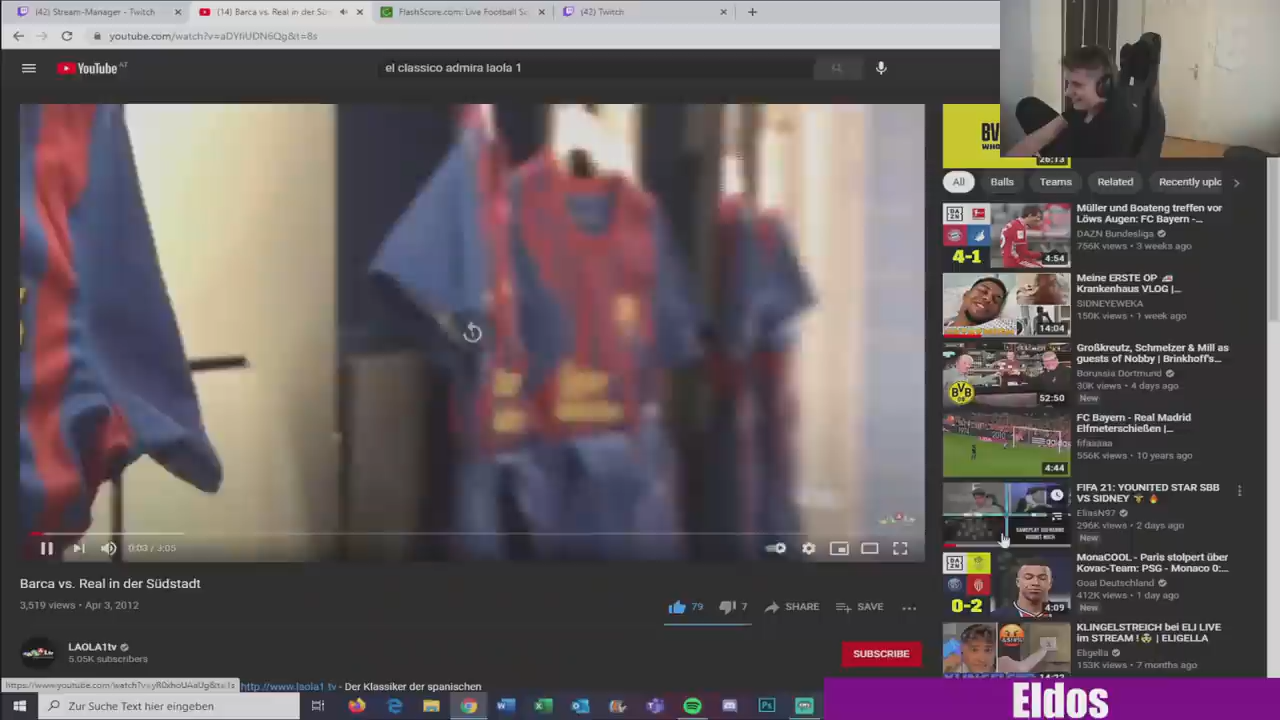 (42) Stream-Manager - Twitch
(14) Barca vs. Real in der Süd
FlashScore.com: Live Football Sc
(42) Twitch
youtube.com/watch?v=aDYfiUDN6Qg&t=8s
YouTube AT
el classico admira laola 1
26:13
All Balls Teams Related Recently uplo
Müller und Boateng treffen vor
Löws Augen: FC Bayern -...
DAZN Bundesliga
756K views • 3 weeks ago
DAZN
4-1
4:54
Meine ERSTE OP
Krankenhaus VLOG |...
SIDNEYEWEKA
150K views • 1 week ago
14:04
Großkreutz, Schmelzer & Mill as
guests of Nobby | Brinkhoff's...
Borussia Dortmund
30K views • 4 days ago
New
BVB
09
52:50
FC Bayern - Real Madrid
Elfmeterschießen |...
fifaaaaa
556K views • 10 years ago
4:44
FIFA 21: YOUNITED STAR SBB
VS SIDNEY
EliasN97
296K views • 2 days ago
New
MonaCOOL - Paris stolpert über
Kovac-Team: PSG - Monaco 0:...
Goal Deutschland
412K views • 1 day ago
New
DAZN
0-2
4:09
KLINGELSTREICH bei ELI LIVE
im STREAM ! | ELIGELLA
Eligella
153K views • 7 months ago
0:03 / 3:05
Barca vs. Real in der Südstadt
3,519 views • Apr 3, 2012
79 7 SHARE SAVE
LAOLA1tv
5.05K subscribers
SUBSCRIBE
http://www.laola1.tv - Der Klassiker der spanischen
Zur Suche Text hier eingeben
Eldos